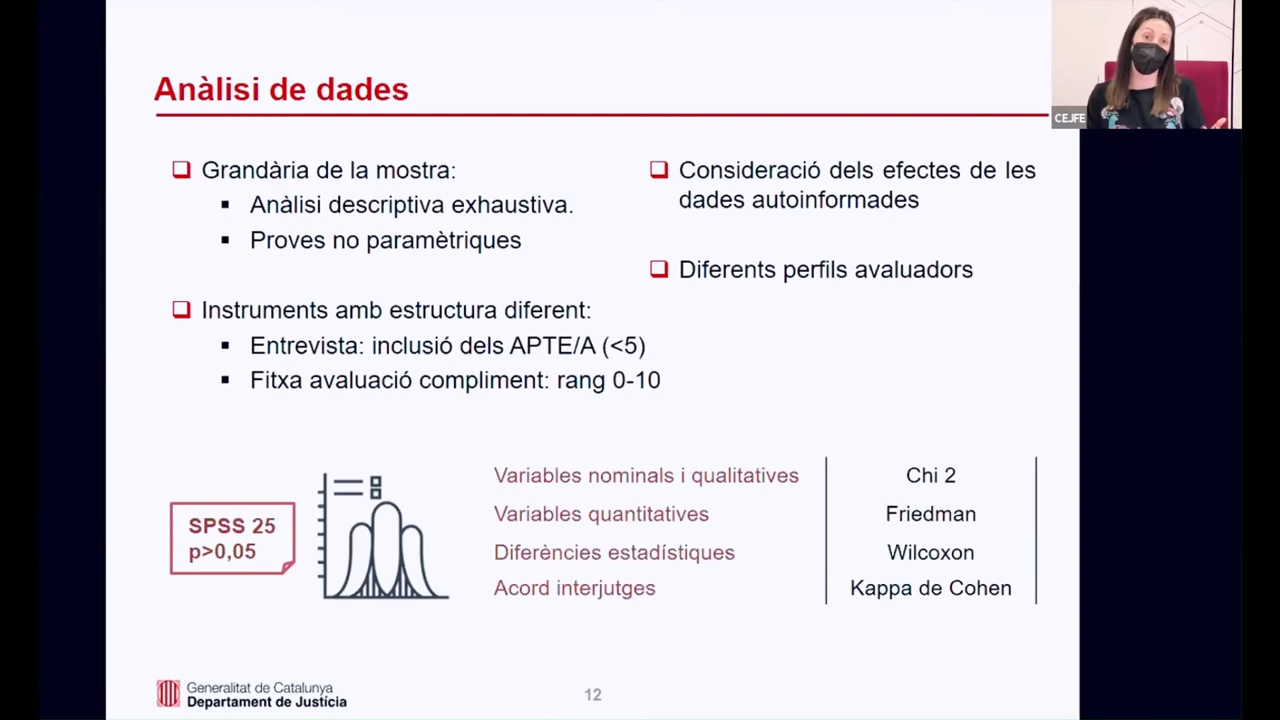 Anàlisi de dades
CEJFE
❑ Grandària de la mostra:
▪ Anàlisi descriptiva exhaustiva.
▪ Proves no paramètriques
❑ Instruments amb estructura diferent:
▪ Entrevista: inclusió dels APTE/A (<5)
▪ Fitxa avaluació compliment: rang 0-10
❑ Consideració dels efectes de les
dades autoinformades
❑ Diferents perfils avaluadors
SPSS 25
p>0,05
Variables nominals i qualitatives Chi 2
Variables quantitatives Friedman
Diferències estadístiques Wilcoxon
Acord interjutges Kappa de Cohen
Generalitat de Catalunya
Departament de Justícia
12